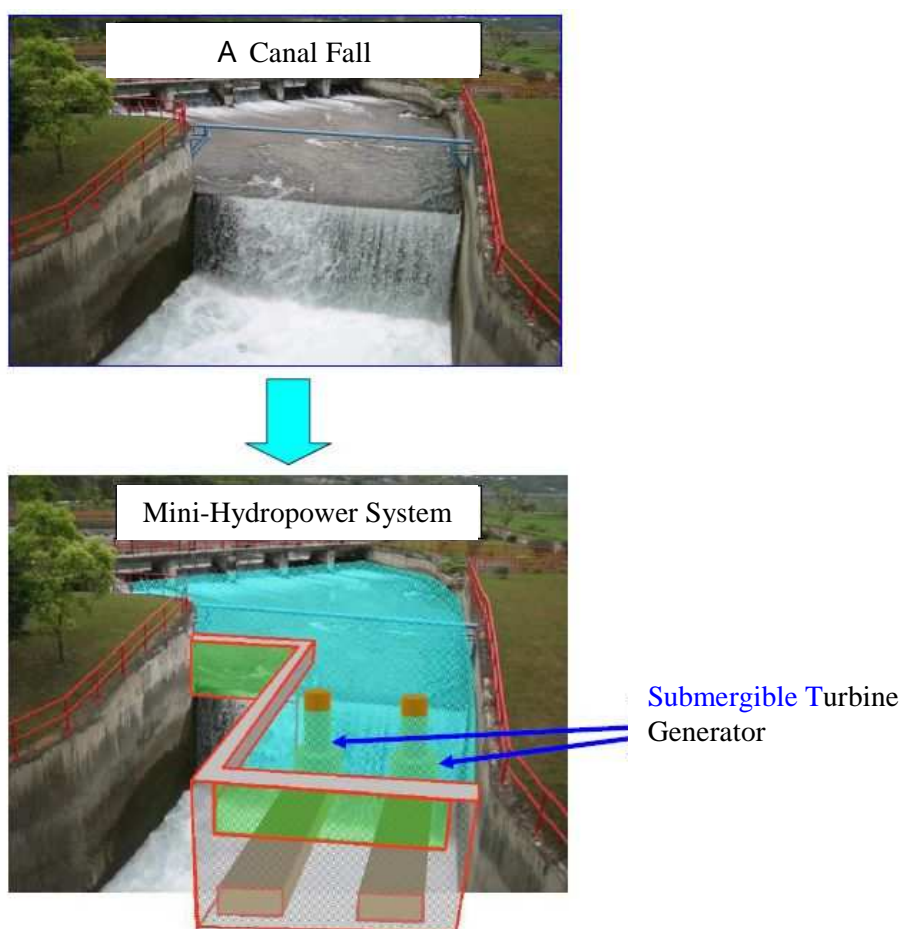 A Canal Fall
Mini-Hydropower System
Submergible Turbine
Generator